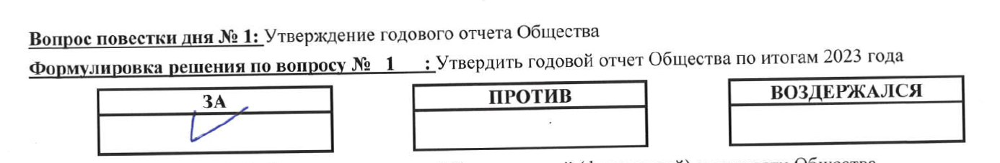 Вопрос повестки дня № 1: Утверждение годового отчета Общества
Формулировка решения по вопросу № 1 : Утвердить годовой отчет Общества по итогам 2023 года
ЗА ПРОТИВ ВОЗДЕРЖАЛСЯ
Общества